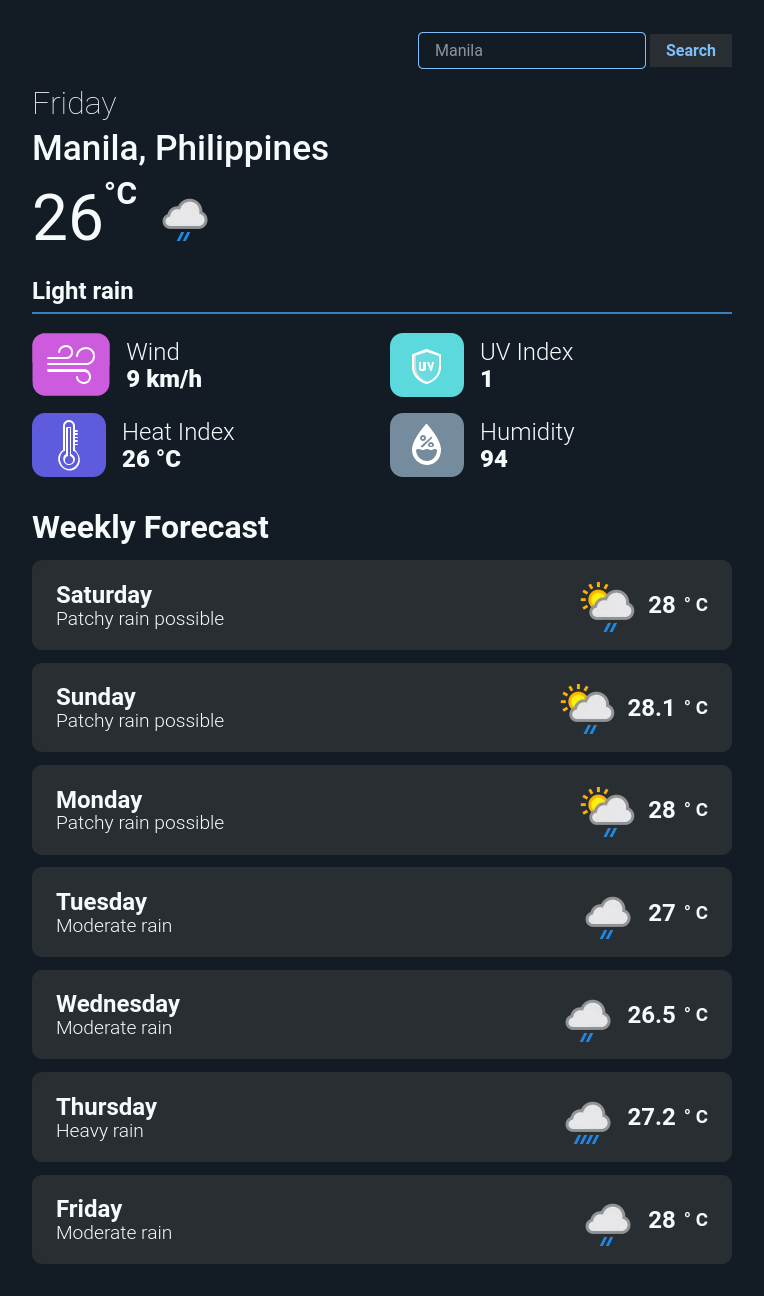 Manila
Search
Friday
Manila, Philippines
26 °C
Light rain
Wind
9 km/h
UV
UV Index
1
Heat Index
26 °C
%
Humidity
94
Weekly Forecast
Saturday
Patchy rain possible
28 ° C
Sunday
Patchy rain possible
28.1 ° C
Monday
Patchy rain possible
28 ° C
Tuesday
Moderate rain
27 ° C
Wednesday
Moderate rain
26.5 ° C
Thursday
Heavy rain
27.2 ° C
Friday
Moderate rain
28 ° C